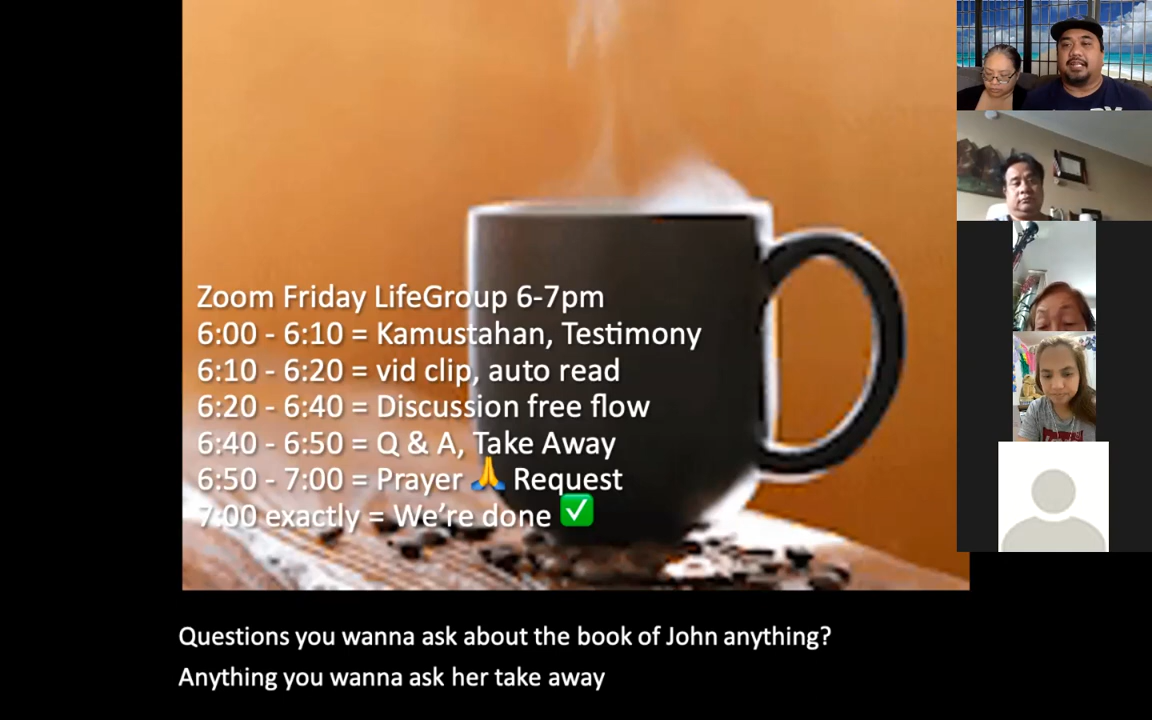 Zoom Friday LifeGroup 6-7pm
6:00 - 6:10 = Kamustahan, Testimony
6:10 - 6:20 = vid clip, auto read
6:20 - 6:40 = Discussion free flow
6:40 - 6:50 = Q & A, Take Away
6:50 - 7:00 = Prayer 🙏 Request
7:00 exactly = We're done ✅
Questions you wanna ask about the book of John anything?
Anything you wanna ask her take away